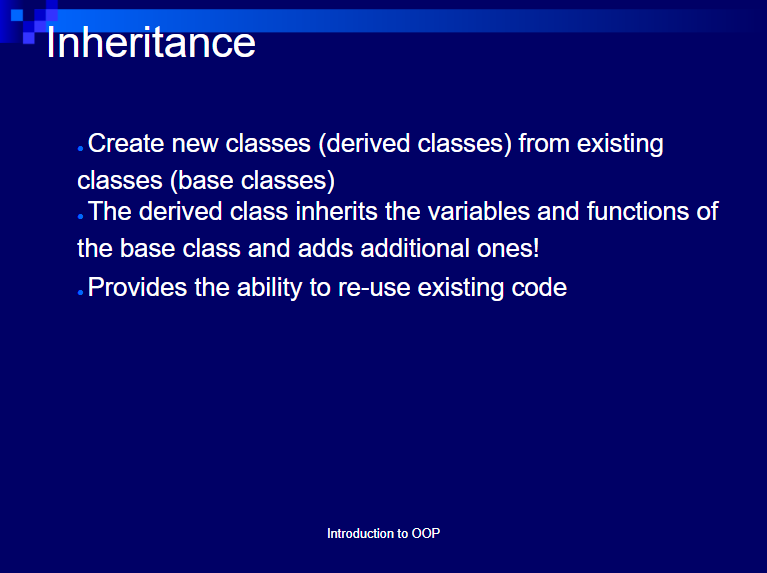 Inheritance
• Create new classes (derived classes) from existing
classes (base classes)
• The derived class inherits the variables and functions of
the base class and adds additional ones!
• Provides the ability to re-use existing code
Introduction to OOP